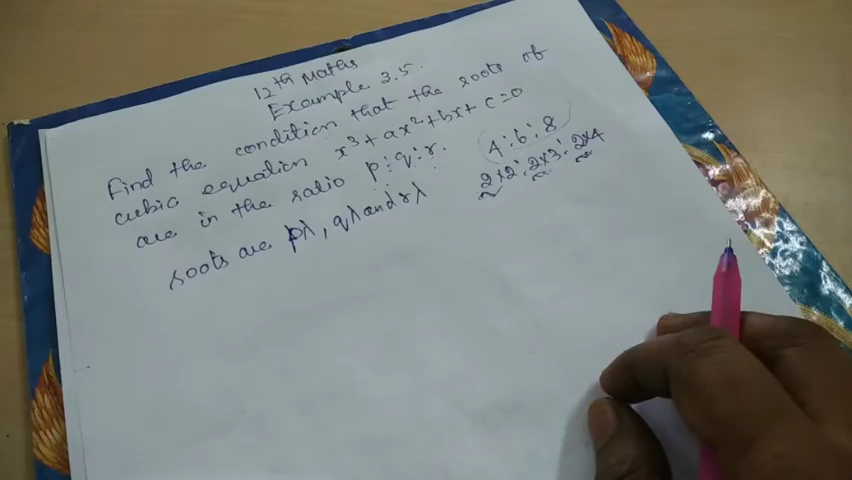 12th Maths
Example 3.5.
Find the condition that the roots of
cubic equation x³+ax²+bx+c=0
are in the ratio p:q:r.
4:6:8
2×2:2×3:2×4
roots are pλ, qλ and rλ